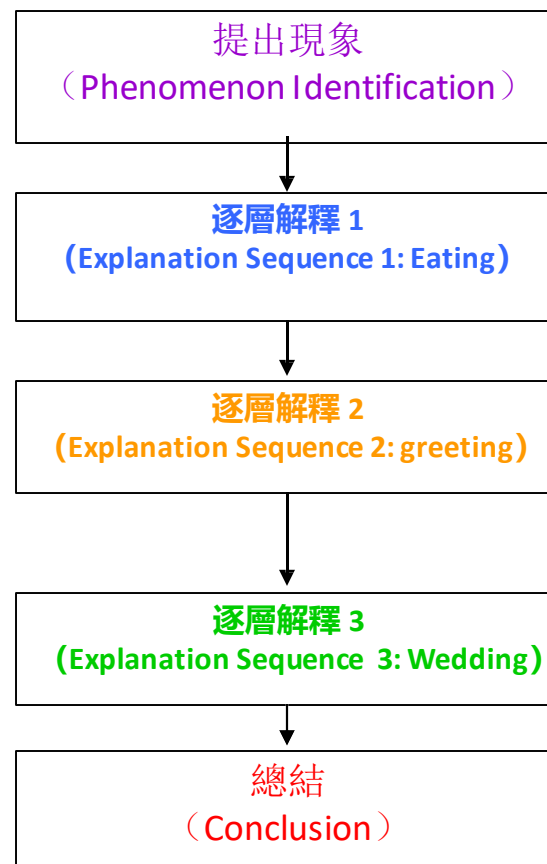 提出現象
（Phenomenon Identification）
逐層解釋 1
(Explanation Sequence 1: Eating)
逐層解釋 2
(Explanation Sequence 2: greeting)
逐層解釋 3
(Explanation Sequence 3: Wedding)
總結
（Conclusion）